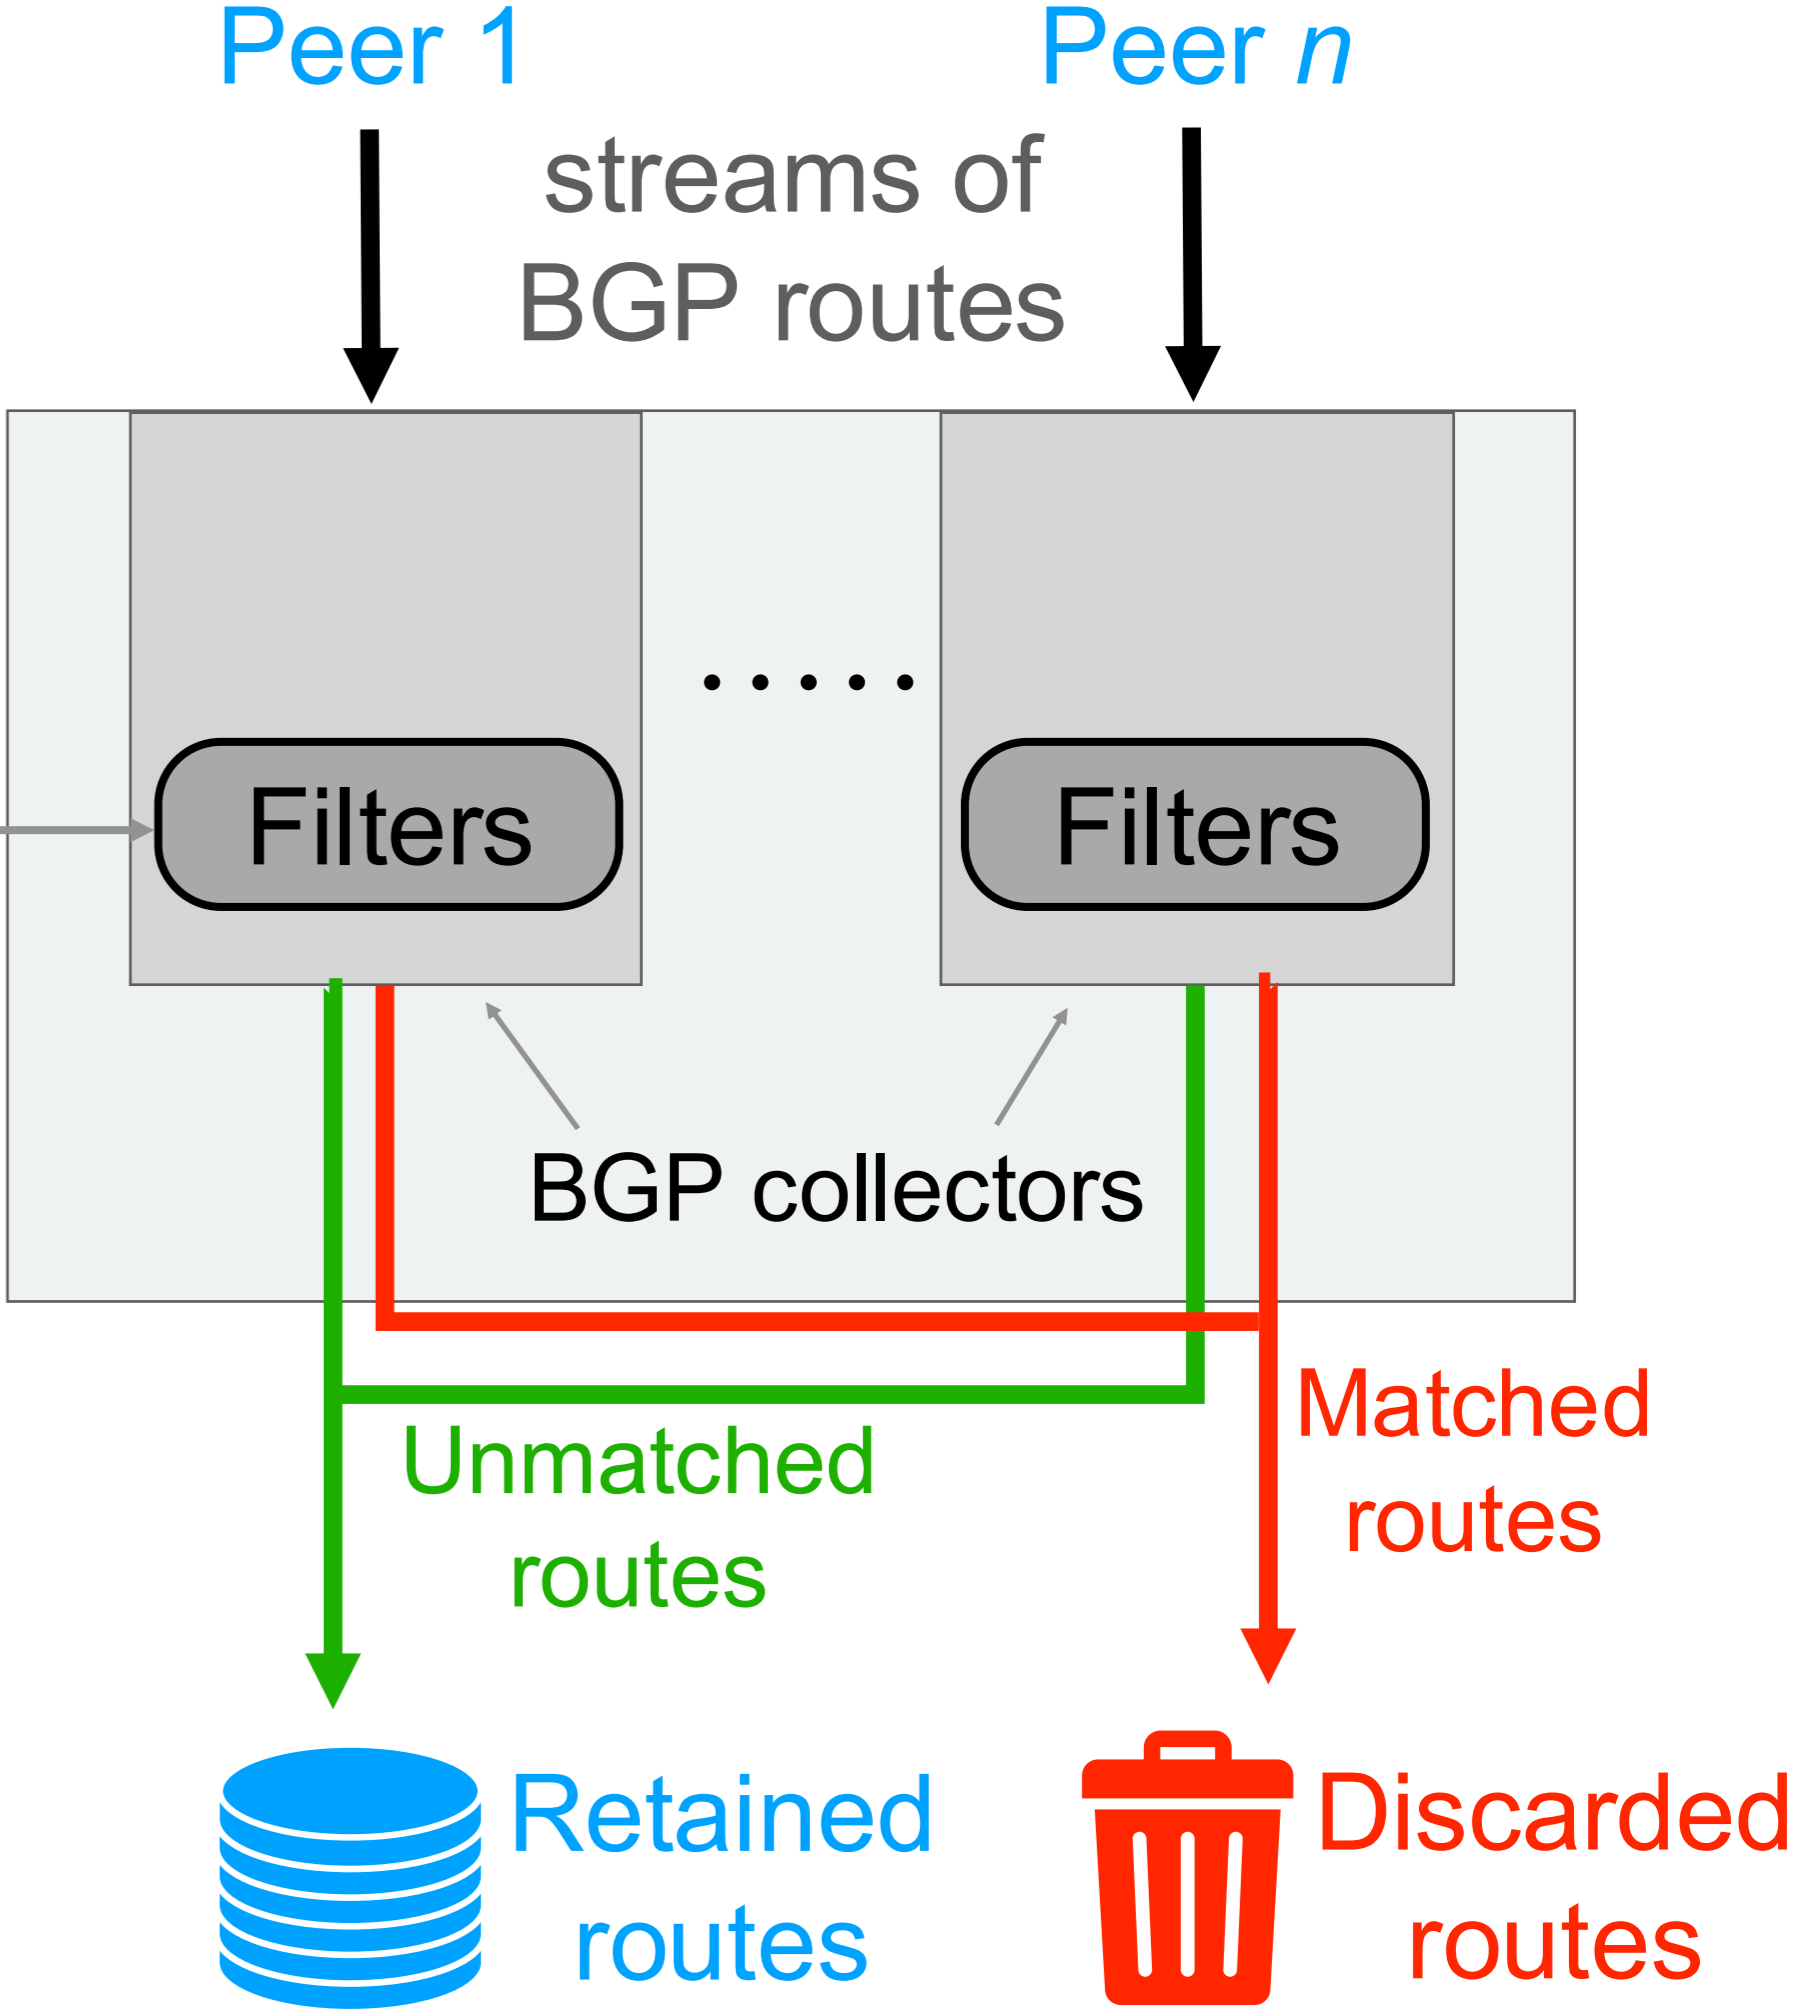 Peer 1
Peer n
streams of
BGP routes
.....
Filters
Filters
BGP collectors
Matched
routes
Unmatched
routes
Retained
routes
Discarded
routes